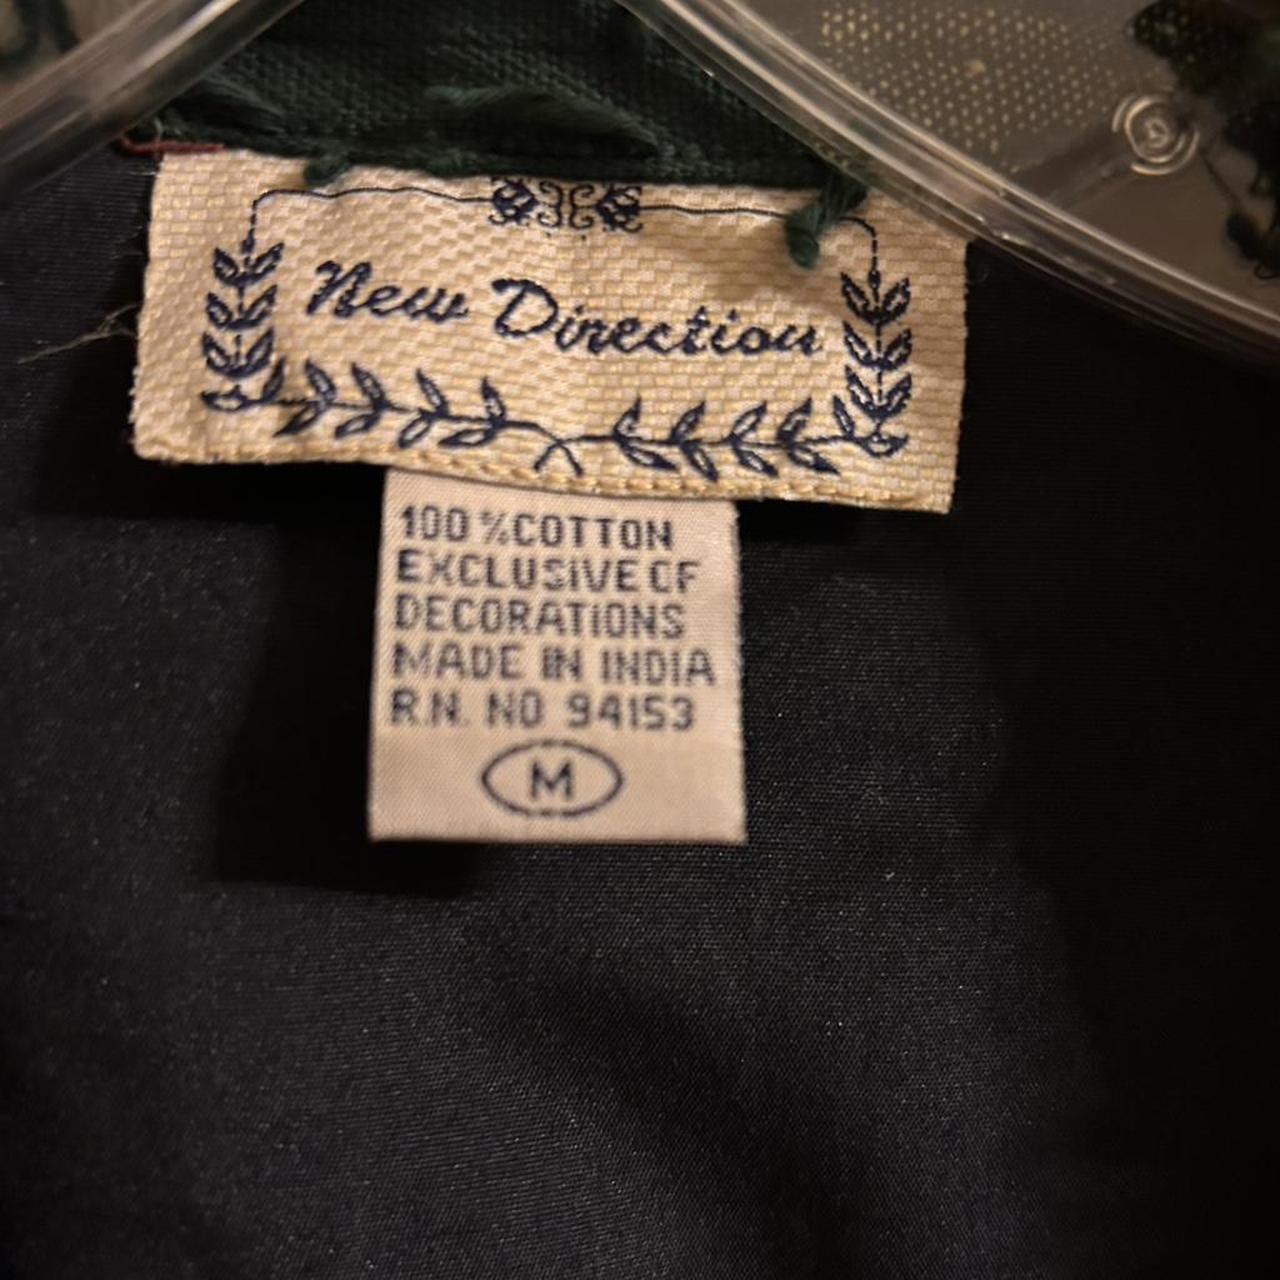 New Direction
100 %COTTON
EXCLUSIVE OF
DECORATIONS
MADE IN INDIA
R.N. NO 94153
M